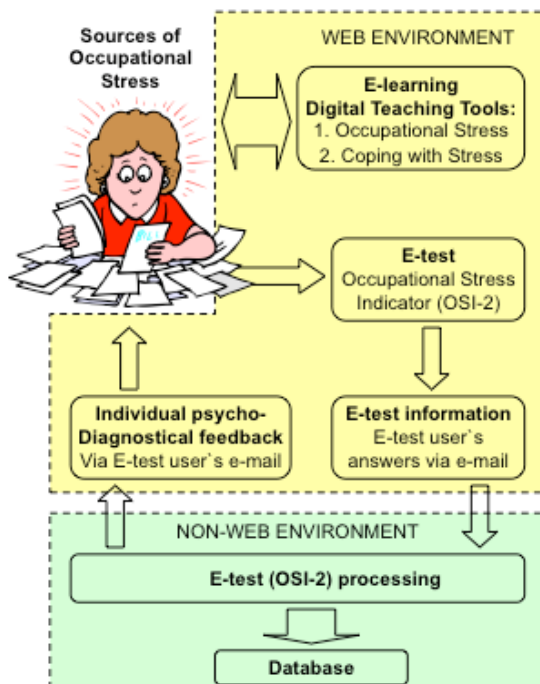 Sources of
Occupational
Stress
WEB ENVIRONMENT
E-learning
Digital Teaching Tools:
1. Occupational Stress
2. Coping with Stress
E-test
Occupational Stress
Indicator (OSI-2)
Individual psycho-
Diagnostical feedback
Via E-test user`s e-mail
E-test information
E-test user`s
answers via e-mail
NON-WEB ENVIRONMENT
E-test (OSI-2) processing
Database